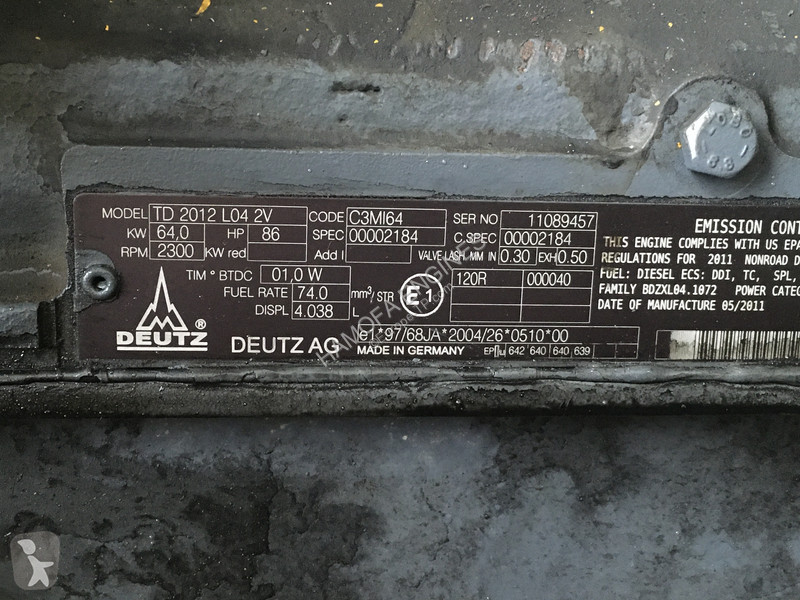 MODEL TD 2012 L04 2V CODE C3MI64 SER NO 11089457
KW 64,0 HP 86 SPEC 00002184 C.SPEC 00002184
RPM 2300 KW red Add I VALVE-LASH. MM IN 0.30 EXH 0.50
TIM ° BTDC 01,0 W 120R 000040
FUEL RATE 74.0 mm³/STR E1
DISPL 4.038 L
DEUTZ ®
DEUTZ AG e1*97/68JA*2004/26*0510*00
MADE IN GERMANY EP 642 640 640 639
EMISSION CONT
THIS ENGINE COMPLIES WITH US EPA
REGULATIONS FOR 2011 NONROAD D
FUEL: DIESEL ECS: DDI, TC, SPL,
FAMILY BDZXL04.1072 POWER CATEG
DATE OF MANUFACTURE 05/2011
HAMOFA ENGINES
10.9